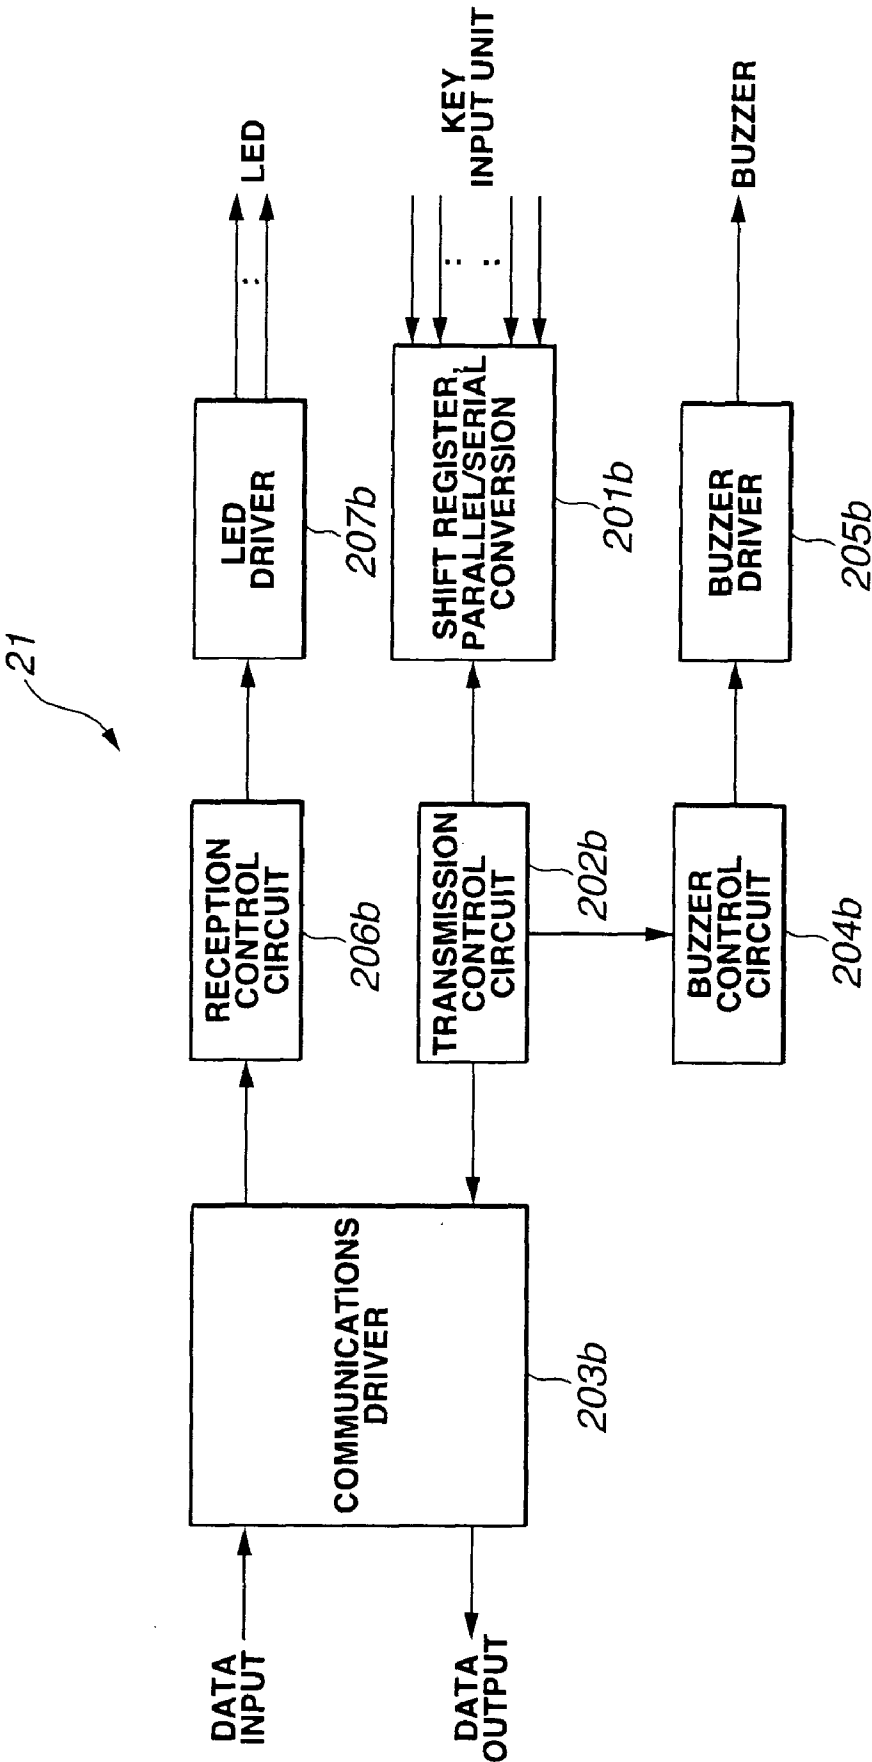 21
DATA
INPUT
DATA
OUTPUT
COMMUNICATIONS
DRIVER
203b
RECEPTION
CONTROL
CIRCUIT
206b
LED
DRIVER
207b
LED
TRANSMISSION
CONTROL
CIRCUIT
202b
SHIFT REGISTER,
PARALLEL/SERIAL
CONVERSION
201b
KEY
INPUT UNIT
BUZZER
CONTROL
CIRCUIT
204b
BUZZER
DRIVER
205b
BUZZER